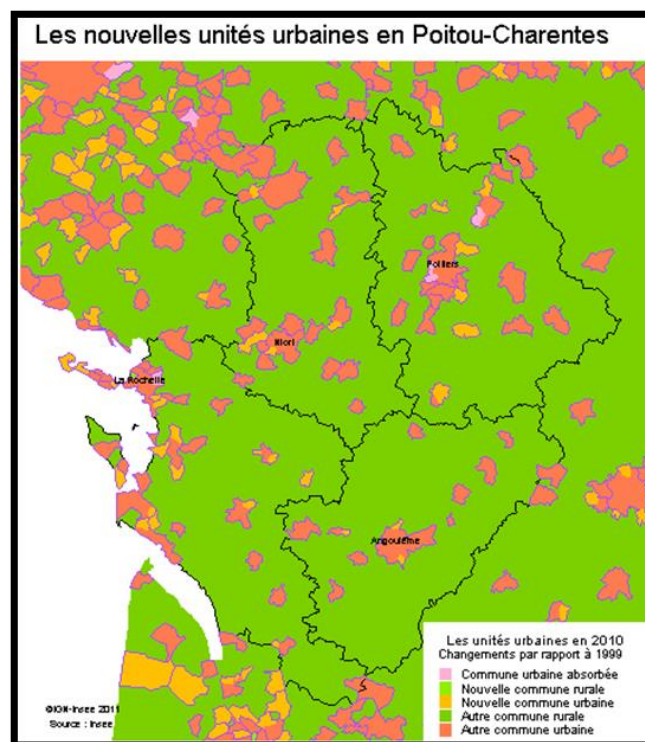 Les nouvelles unités urbaines en Poitou-Charentes
Poitiers
Niort
La Rochelle
Angoulême
Les unités urbaines en 2010
Changements par rapport à 1999
Commune urbaine absorbée
Nouvelle commune rurale
Nouvelle commune urbaine
Autre commune rurale
Autre commune urbaine
©IGN-Insee 2011
Source : Insee